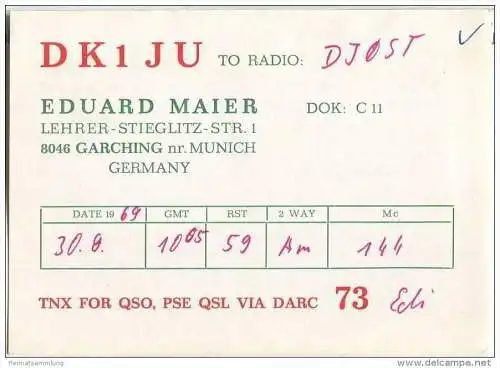 DK1JU TO RADIO: DJ0ST
EDUARD MAIER DOK: C 11
LEHRER-STIEGLITZ-STR. 1
8046 GARCHING nr. MUNICH
GERMANY
DATE 1969 GMT RST 2 WAY Mc
30.8. 10 05 59 Am 144
TNX FOR QSO, PSE QSL VIA DARC 73 Edi
Heimatsammlung
www.delcampe.net